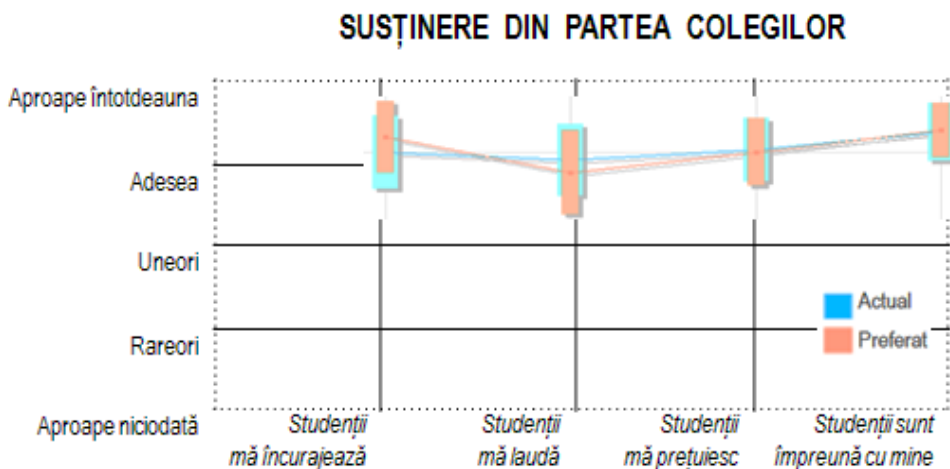 SUSȚINERE DIN PARTEA COLEGILOR
Aproape întotdeauna
Adesea
Uneori
Rareori
Aproape niciodată
Actual
Preferat
Studenții
mă încurajează
Studenții
mă laudă
Studenții
mă prețuiesc
Studenții sunt
împreună cu mine